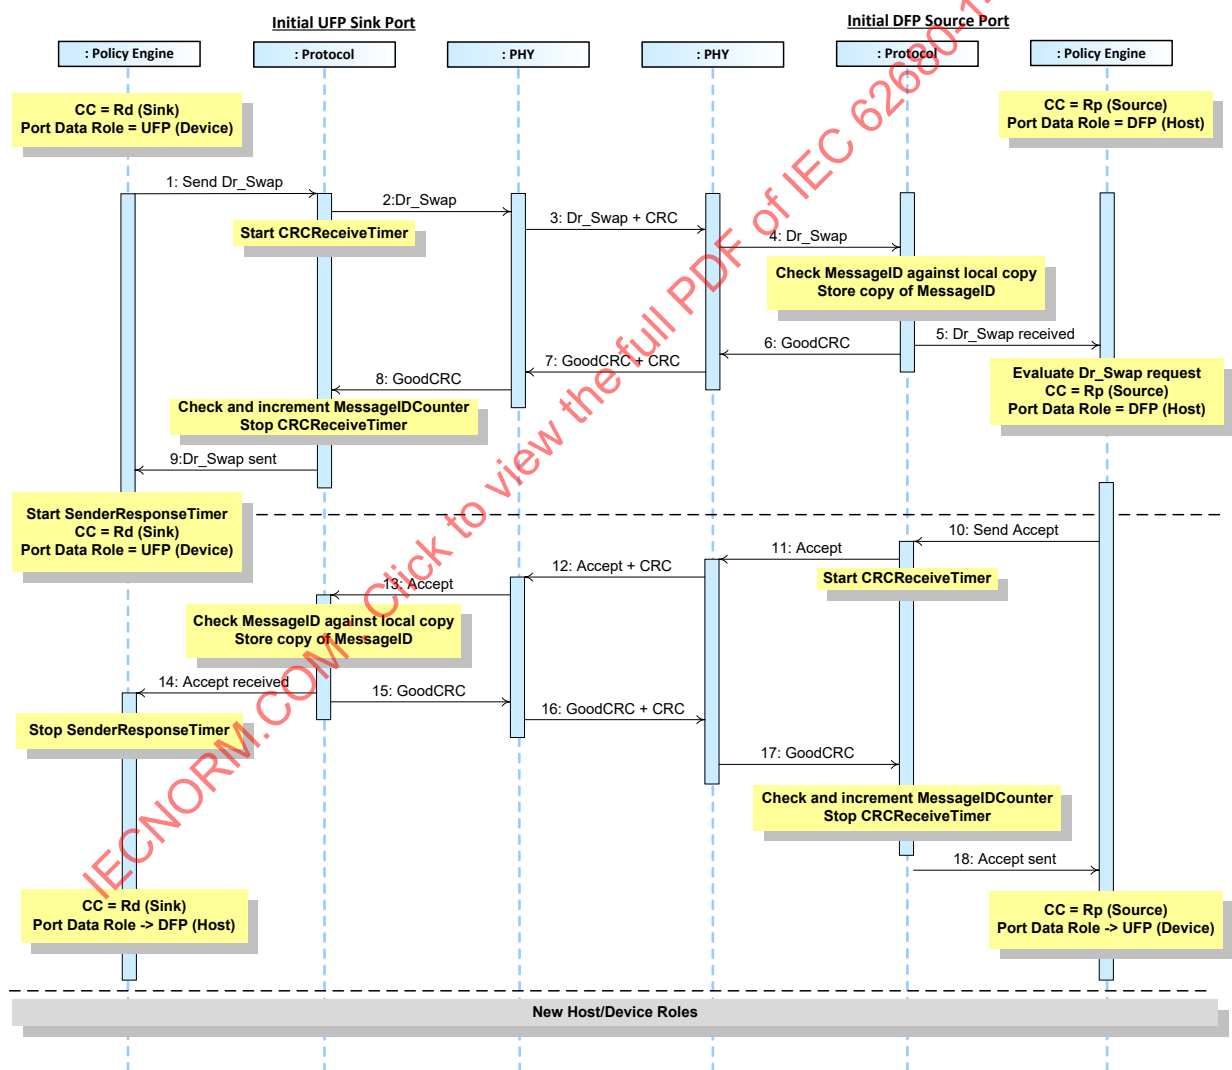 Initial UFP Sink Port
Initial DFP Source Port
: Policy Engine
: Protocol
: PHY
: PHY
: Protocol
: Policy Engine
CC = Rd (Sink)
Port Data Role = UFP (Device)
CC = Rp (Source)
Port Data Role = DFP (Host)
1: Send Dr_Swap
2:Dr_Swap
Start CRCReceiveTimer
3: Dr_Swap + CRC
4: Dr_Swap
Check MessageID against local copy
Store copy of MessageID
5: Dr_Swap received
6: GoodCRC
7: GoodCRC + CRC
8: GoodCRC
Evaluate Dr_Swap request
CC = Rp (Source)
Port Data Role = DFP (Host)
Check and increment MessageIDCounter
Stop CRCReceiveTimer
9:Dr_Swap sent
Start SenderResponseTimer
CC = Rd (Sink)
Port Data Role = UFP (Device)
10: Send Accept
11: Accept
Start CRCReceiveTimer
12: Accept + CRC
13: Accept
Check MessageID against local copy
Store copy of MessageID
14: Accept received
15: GoodCRC
16: GoodCRC + CRC
Stop SenderResponseTimer
17: GoodCRC
Check and increment MessageIDCounter
Stop CRCReceiveTimer
18: Accept sent
CC = Rd (Sink)
Port Data Role -> DFP (Host)
CC = Rp (Source)
Port Data Role -> UFP (Device)
New Host/Device Roles
IECNORM.COM : Click to view the full PDF of IEC 62680-1-